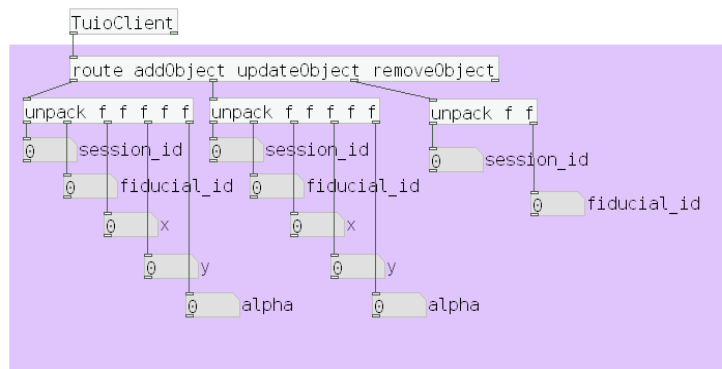 TuioClient
route addObject updateObject removeObject
unpack f f f f f
unpack f f f f f
unpack f f
0 session_id
0 session_id
0 session_id
0 fiducial_id
0 fiducial_id
0 fiducial_id
0 x
0 x
0 y
0 y
0 alpha
0 alpha